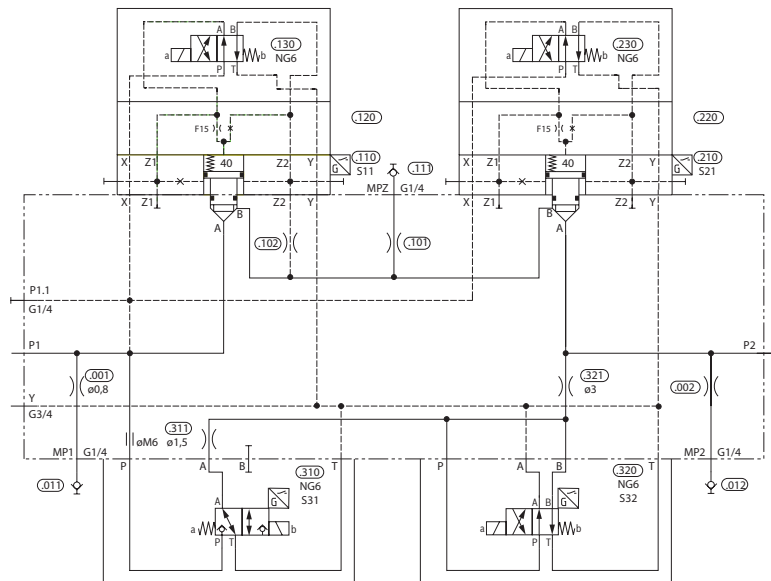 A B
.130
NG6
a
b
P T
A B
.230
NG6
a
b
P T
F15
.120
F15
.220
X Z1 40 Z2 Y
G
.110
S11
.111
MPZ G1/4
X Z1 40 Z2 Y
G
.210
S21
X Z1 Z2 Y
B
A
X Z1 Z2 Y
B
A
.102
.101
P1.1
G1/4
P1
P2
.001
ø0,8
.321
ø3
.002
Y
G3/4
øM6
.311
ø1,5
MP1 G1/4
P A B T
P A B T
MP2 G1/4
.011
.310
NG6
S31
.320
NG6
S32
.012
A
G
a
b
P T
A B
G
a
b
P T